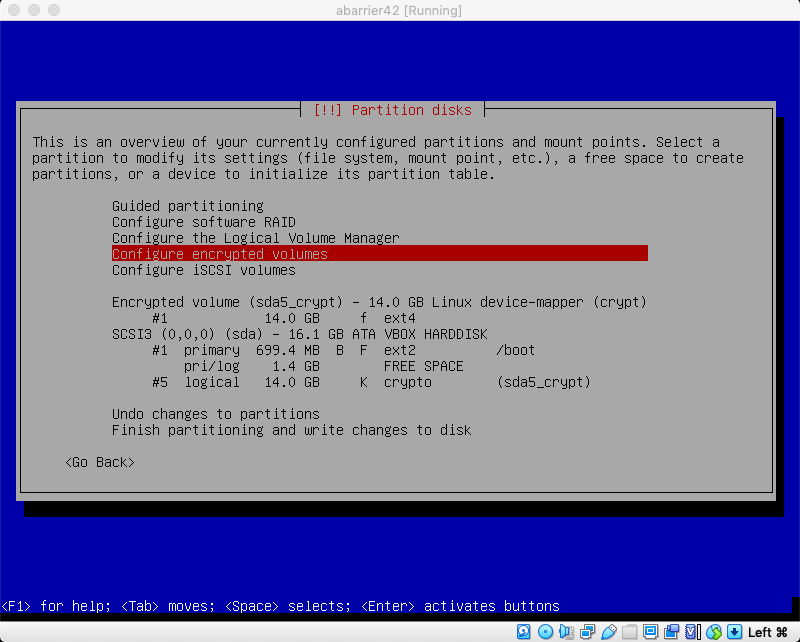 abarrier42 [Running]
[!!] Partition disks
This is an overview of your currently configured partitions and mount points. Select a
partition to modify its settings (file system, mount point, etc.), a free space to create
partitions, or a device to initialize its partition table.
Guided partitioning
Configure software RAID
Configure the Logical Volume Manager
Configure encrypted volumes
Configure iSCSI volumes
Encrypted volume (sda5_crypt) - 14.0 GB Linux device-mapper (crypt)
#1 14.0 GB f ext4
SCSI3 (0,0,0) (sda) - 16.1 GB ATA VBOX HARDDISK
#1 primary 699.4 MB B F ext2 /boot
pri/log 1.4 GB FREE SPACE
#5 logical 14.0 GB K crypto (sda5_crypt)
Undo changes to partitions
Finish partitioning and write changes to disk
<Go Back>
<F1> for help; <Tab> moves; <Space> selects; <Enter> activates buttons
Left ⌘